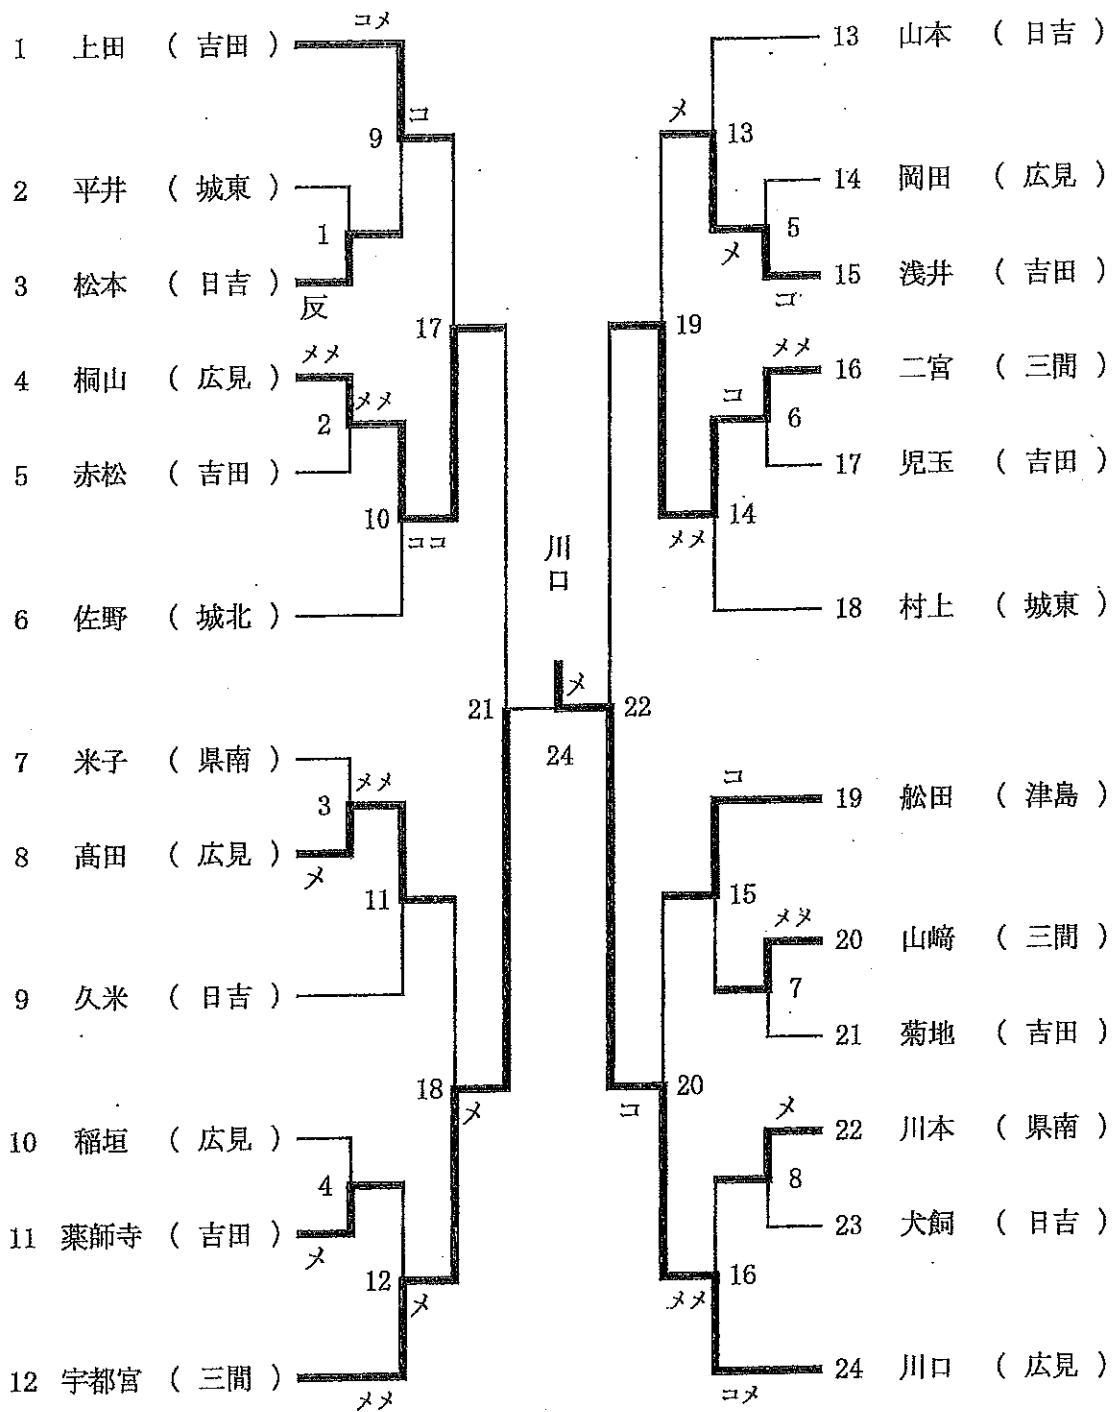 コメ
1 上田 ( 吉田 )
コ
9
2 平井 ( 城東 )
1
3 松本 ( 日吉 )
反
17
メメ
4 桐山 ( 広見 )
メメ
2
5 赤松 ( 吉田 )
10
ココ
6 佐野 ( 城北 )
21
7 米子 ( 県南 )
メメ
3
8 髙田 ( 広見 )
メ
11
9 久米 ( 日吉 )
18
メ
10 稲垣 ( 広見 )
4
11 薬師寺 ( 吉田 )
メ
12
メ
12 宇都宮 ( 三間 )
メメ
川口
メ
24
13 山本 ( 日吉 )
メ
13
14 岡田 ( 広見 )
5
メ
15 浅井 ( 吉田 )
コ
19
メメ
16 二宮 ( 三間 )
コ
6
17 児玉 ( 吉田 )
14
メメ
18 村上 ( 城東 )
22
コ
19 舩田 ( 津島 )
15
メメ
20 山﨑 ( 三間 )
7
21 菊地 ( 吉田 )
20
コ
メ
22 川本 ( 県南 )
8
23 犬飼 ( 日吉 )
16
メメ
24 川口 ( 広見 )
コメ